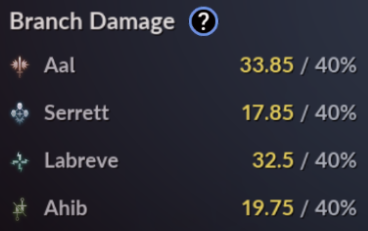 Branch Damage ?
Aal 33.85 / 40%
Serrett 17.85 / 40%
Labreve 32.5 / 40%
Ahib 19.75 / 40%